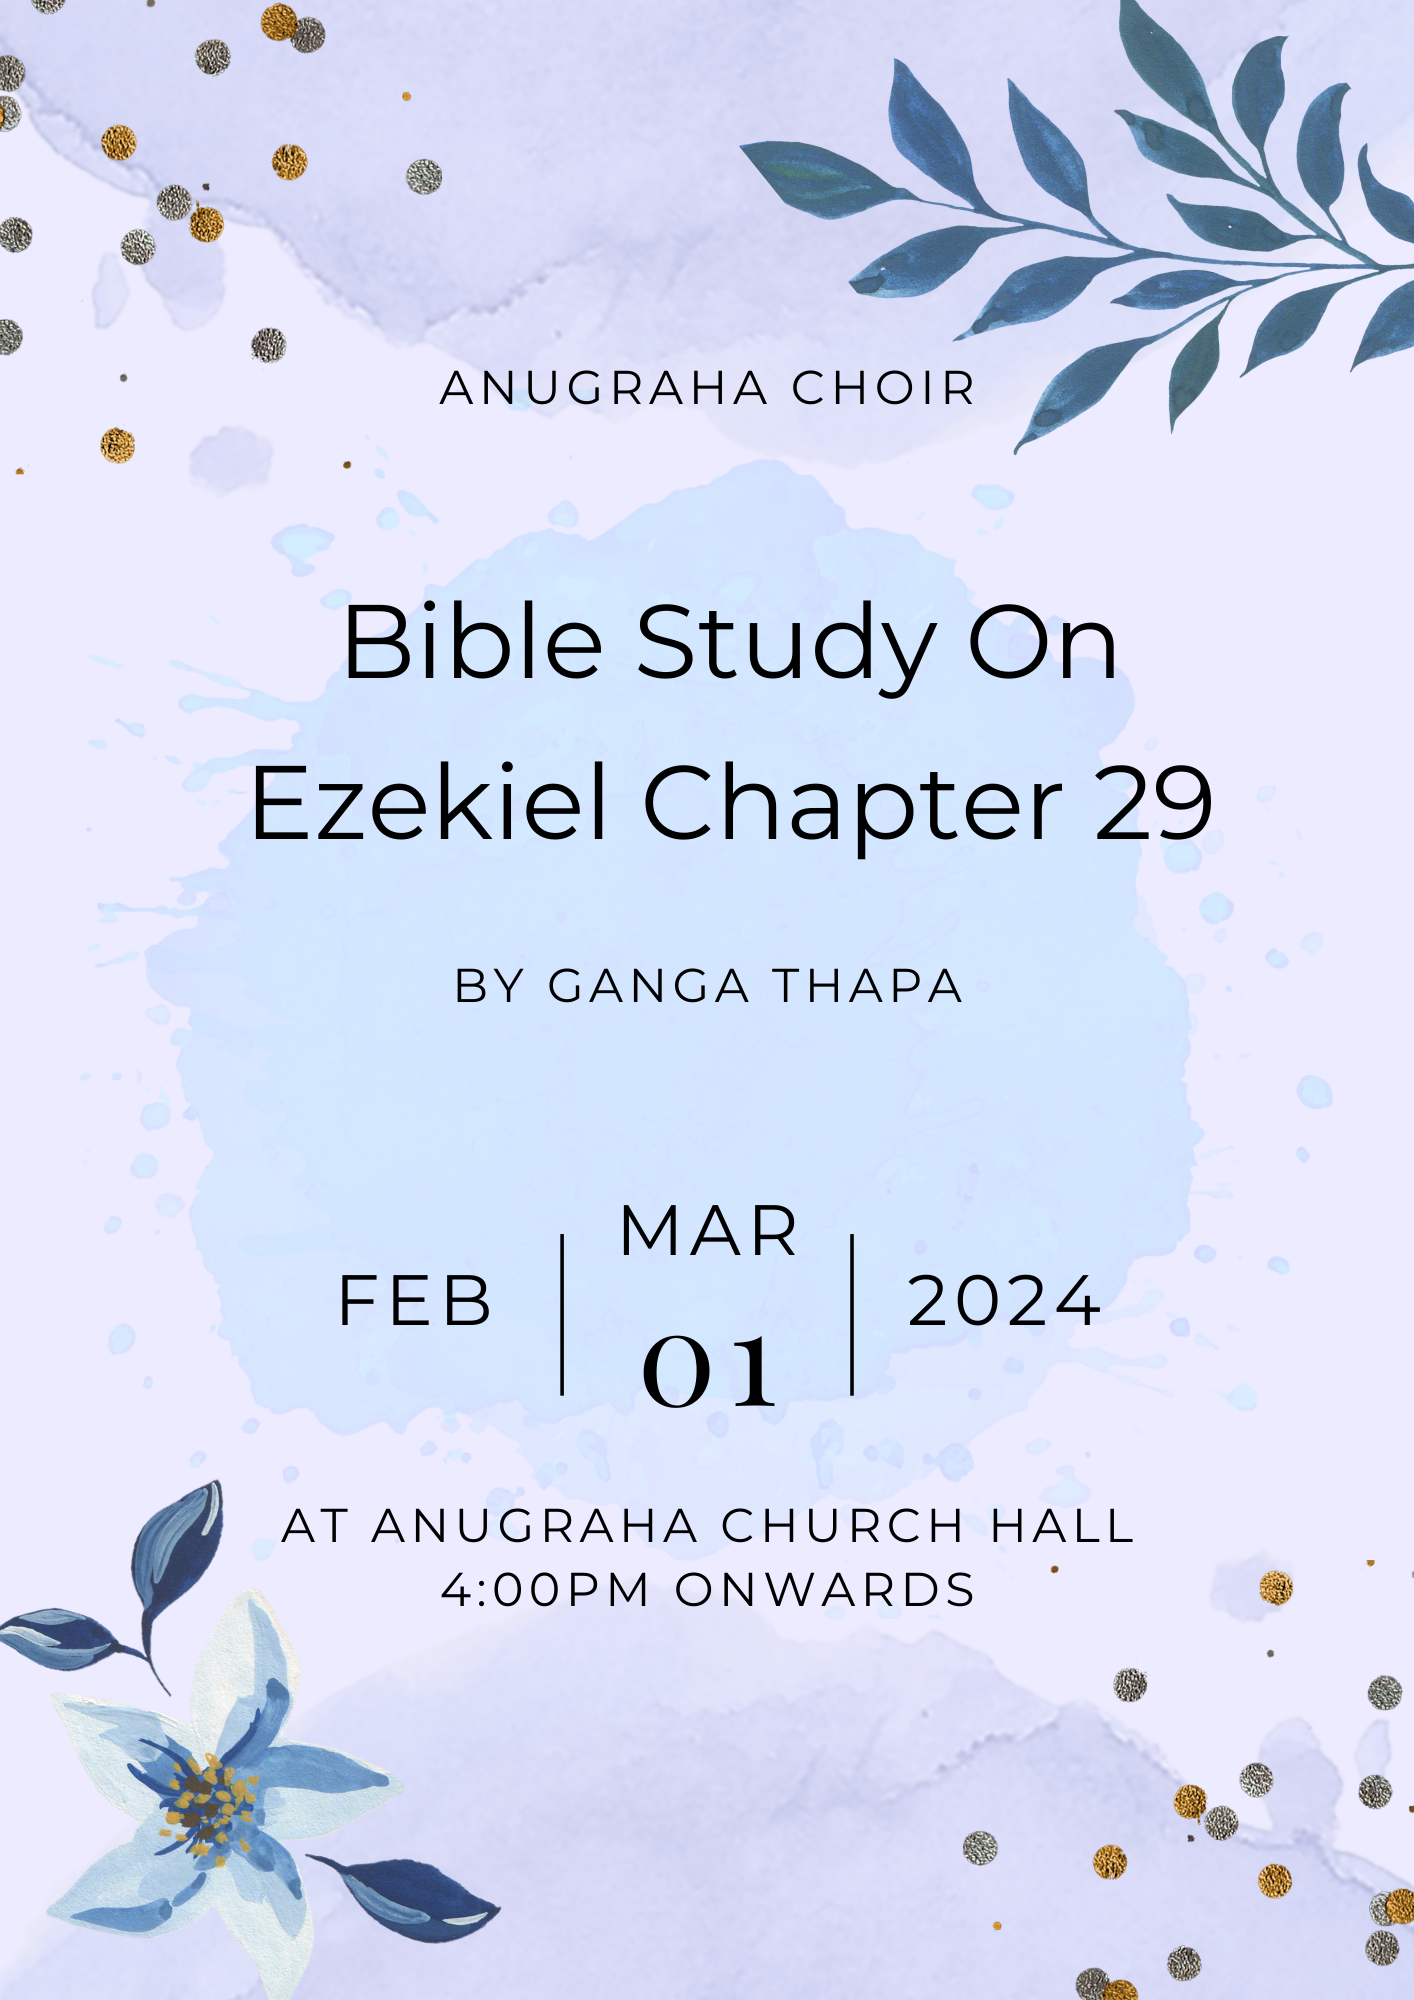 ANUGRAHA CHOIR
Bible Study On
Ezekiel Chapter 29
BY GANGA THAPA
FEB
MAR
01
2024
AT ANUGRAHA CHURCH HALL
4:00PM ONWARDS